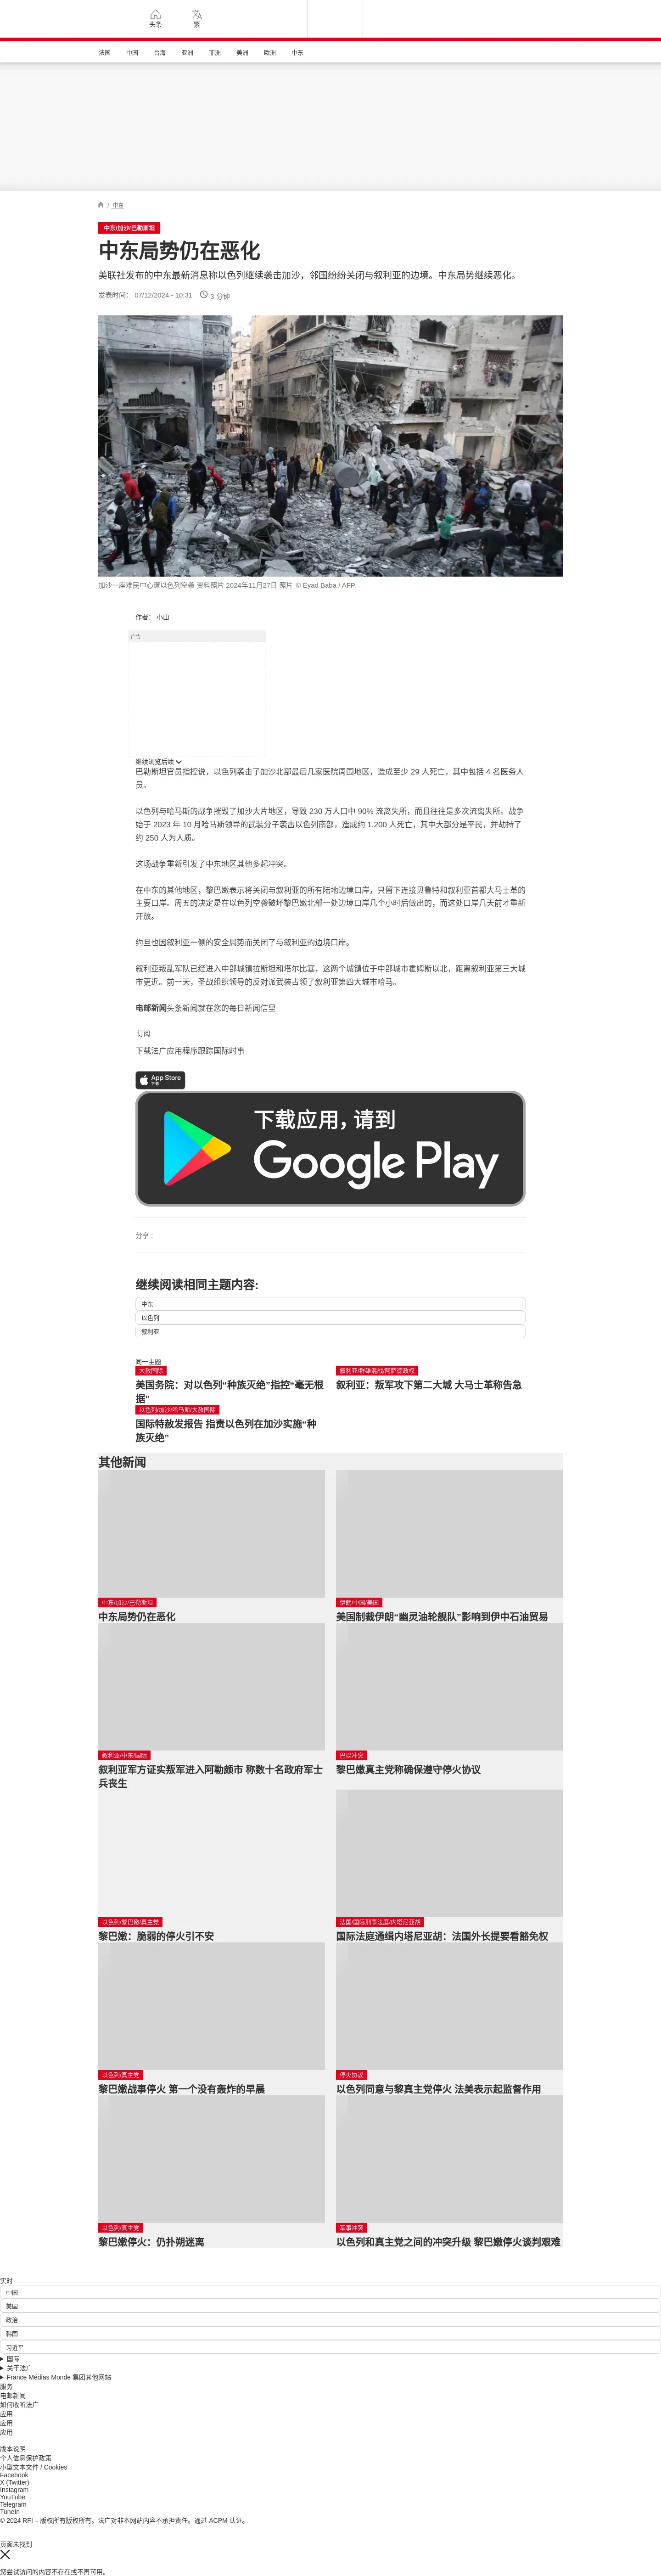 头条
繁
法国 中国 台海 亚洲 非洲 美洲 欧洲 中东
/ 中东
中东/加沙/巴勒斯坦
中东局势仍在恶化
美联社发布的中东最新消息称以色列继续袭击加沙，邻国纷纷关闭与叙利亚的边境。中东局势继续恶化。
发表时间： 07/12/2024 - 10:31 3 分钟
加沙一座难民中心遭以色列空袭 资料照片 2024年11月27日 照片 © Eyad Baba / AFP
作者： 小山
广告
继续浏览后续
巴勒斯坦官员指控说，以色列袭击了加沙北部最后几家医院周围地区，造成至少 29 人死亡，其中包括 4 名医务人
员。
以色列与哈马斯的战争摧毁了加沙大片地区，导致 230 万人口中 90% 流离失所，而且往往是多次流离失所。战争
始于 2023 年 10 月哈马斯领导的武装分子袭击以色列南部，造成约 1,200 人死亡，其中大部分是平民，并劫持了
约 250 人为人质。
这场战争重新引发了中东地区其他多起冲突。
在中东的其他地区，黎巴嫩表示将关闭与叙利亚的所有陆地边境口岸，只留下连接贝鲁特和叙利亚首都大马士革的
主要口岸。周五的决定是在以色列空袭破坏黎巴嫩北部一处边境口岸几个小时后做出的，而这处口岸几天前才重新
开放。
约旦也因叙利亚一侧的安全局势而关闭了与叙利亚的边境口岸。
叙利亚叛乱军队已经进入中部城镇拉斯坦和塔尔比塞，这两个城镇位于中部城市霍姆斯以北，距离叙利亚第三大城
市更近。前一天，圣战组织领导的反对派武装占领了叙利亚第四大城市哈马。
电邮新闻头条新闻就在您的每日新闻信里
订阅
下载法广应用程序跟踪国际时事
App Store
下载
下载应用，请到
Google Play
分享 :
继续阅读相同主题内容:
中东
以色列
叙利亚
同一主题
大赦国际
美国务院：对以色列“种族灭绝”指控“毫无根
据”
叙利亚/群雄混战/阿萨德政权
叙利亚：叛军攻下第二大城 大马士革称告急
以色列/加沙/哈马斯/大赦国际
国际特赦发报告 指责以色列在加沙实施“种
族灭绝”
其他新闻
中东/加沙/巴勒斯坦
中东局势仍在恶化
伊朗/中国/美国
美国制裁伊朗“幽灵油轮舰队”影响到伊中石油贸易
叙利亚/中东/国际
叙利亚军方证实叛军进入阿勒颇市 称数十名政府军士
兵丧生
巴以冲突
黎巴嫩真主党称确保遵守停火协议
以色列/黎巴嫩/真主党
黎巴嫩：脆弱的停火引不安
法国/国际刑事法庭/内塔尼亚胡
国际法庭通缉内塔尼亚胡：法国外长提要看豁免权
以色列/真主党
黎巴嫩战事停火 第一个没有轰炸的早晨
停火协议
以色列同意与黎真主党停火 法美表示起监督作用
以色列/真主党
黎巴嫩停火：仍扑朔迷离
军事冲突
以色列和真主党之间的冲突升级 黎巴嫩停火谈判艰难
实时
中国
美国
政治
韩国
习近平
国际
关于法广
France Médias Monde 集团其他网站
服务
电邮新闻
如何收听法广
应用
应用
应用
版本说明
个人信息保护政策
小型文本文件 / Cookies
Facebook
X (Twitter)
Instagram
YouTube
Telegram
TuneIn
© 2024 RFI – 版权所有版权所有。法广对非本网站内容不承担责任。通过 ACPM 认证。
页面未找到
您尝试访问的内容不存在或不再可用。